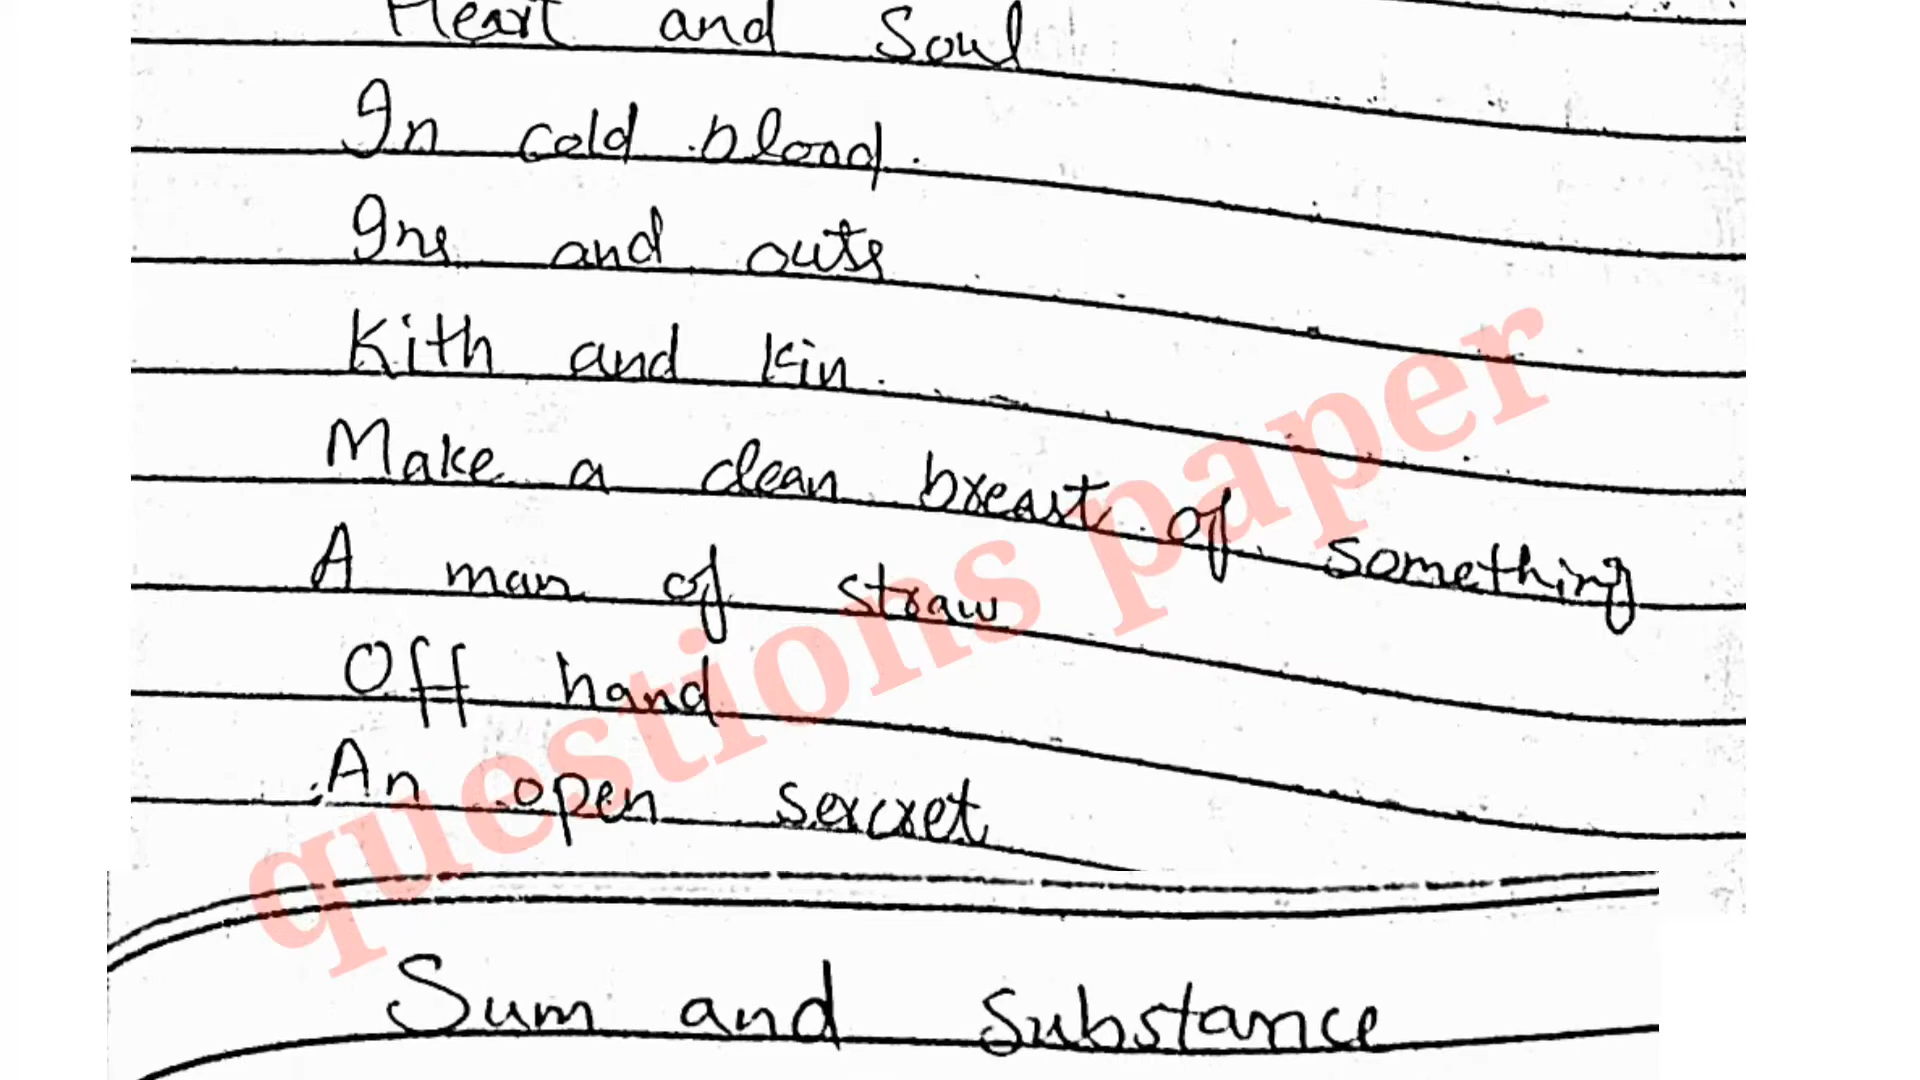 Heart and Soul
In cold blood.
Ins and outs
Kith and kin.
Make a clean breast of something
A man of straw
Off hand
An open sercret
Sum and Substance
questions paper